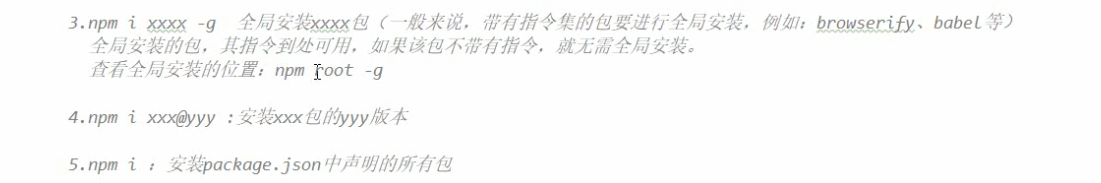 3.npm i xxxx -g 全局安装xxxx包（一般来说，带有指令集的包要进行全局安装，例如：browserify、babel等）
全局安装的包，其指令到处可用，如果该包不带有指令，就无需全局安装。
查看全局安装的位置：npm root -g
4.npm i xxx@yyy :安装xxx包的yyy版本
5.npm i ：安装package.json中声明的所有包